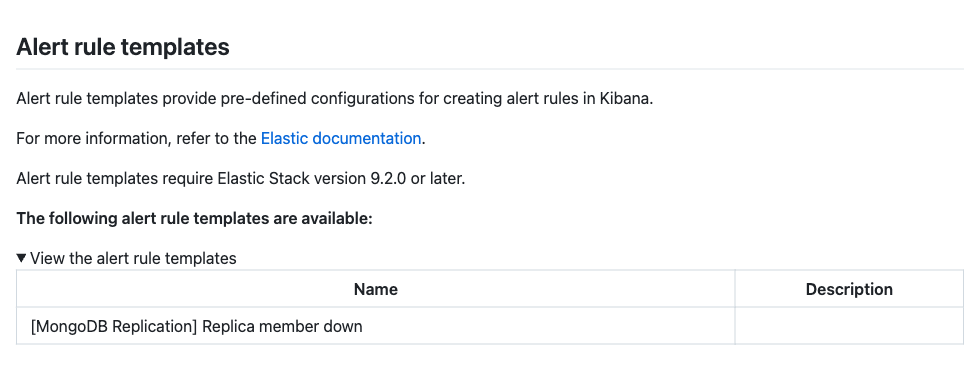 Alert rule templates
Alert rule templates provide pre-defined configurations for creating alert rules in Kibana.
For more information, refer to the Elastic documentation.
Alert rule templates require Elastic Stack version 9.2.0 or later.
The following alert rule templates are available:
▼ View the alert rule templates
Name Description
[MongoDB Replication] Replica member down